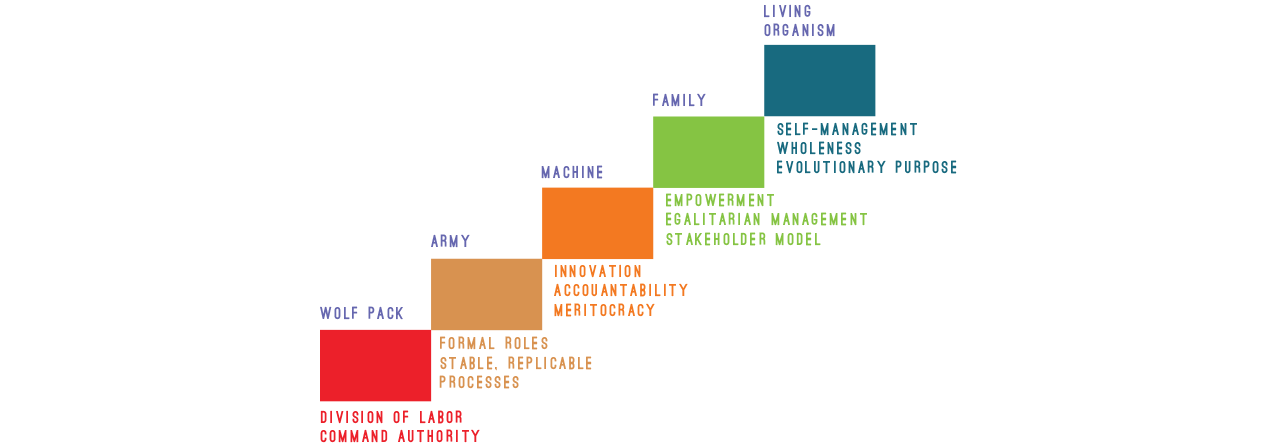 LIVING
ORGANISM
SELF-MANAGEMENT
WHOLENESS
EVOLUTIONARY PURPOSE
FAMILY
EMPOWERMENT
EGALITARIAN MANAGEMENT
STAKEHOLDER MODEL
MACHINE
INNOVATION
ACCOUANTABILITY
MERITOCRACY
ARMY
FORMAL ROLES
STABLE, REPLICABLE
PROCESSES
WOLF PACK
DIVISION OF LABOR
COMMAND AUTHORITY